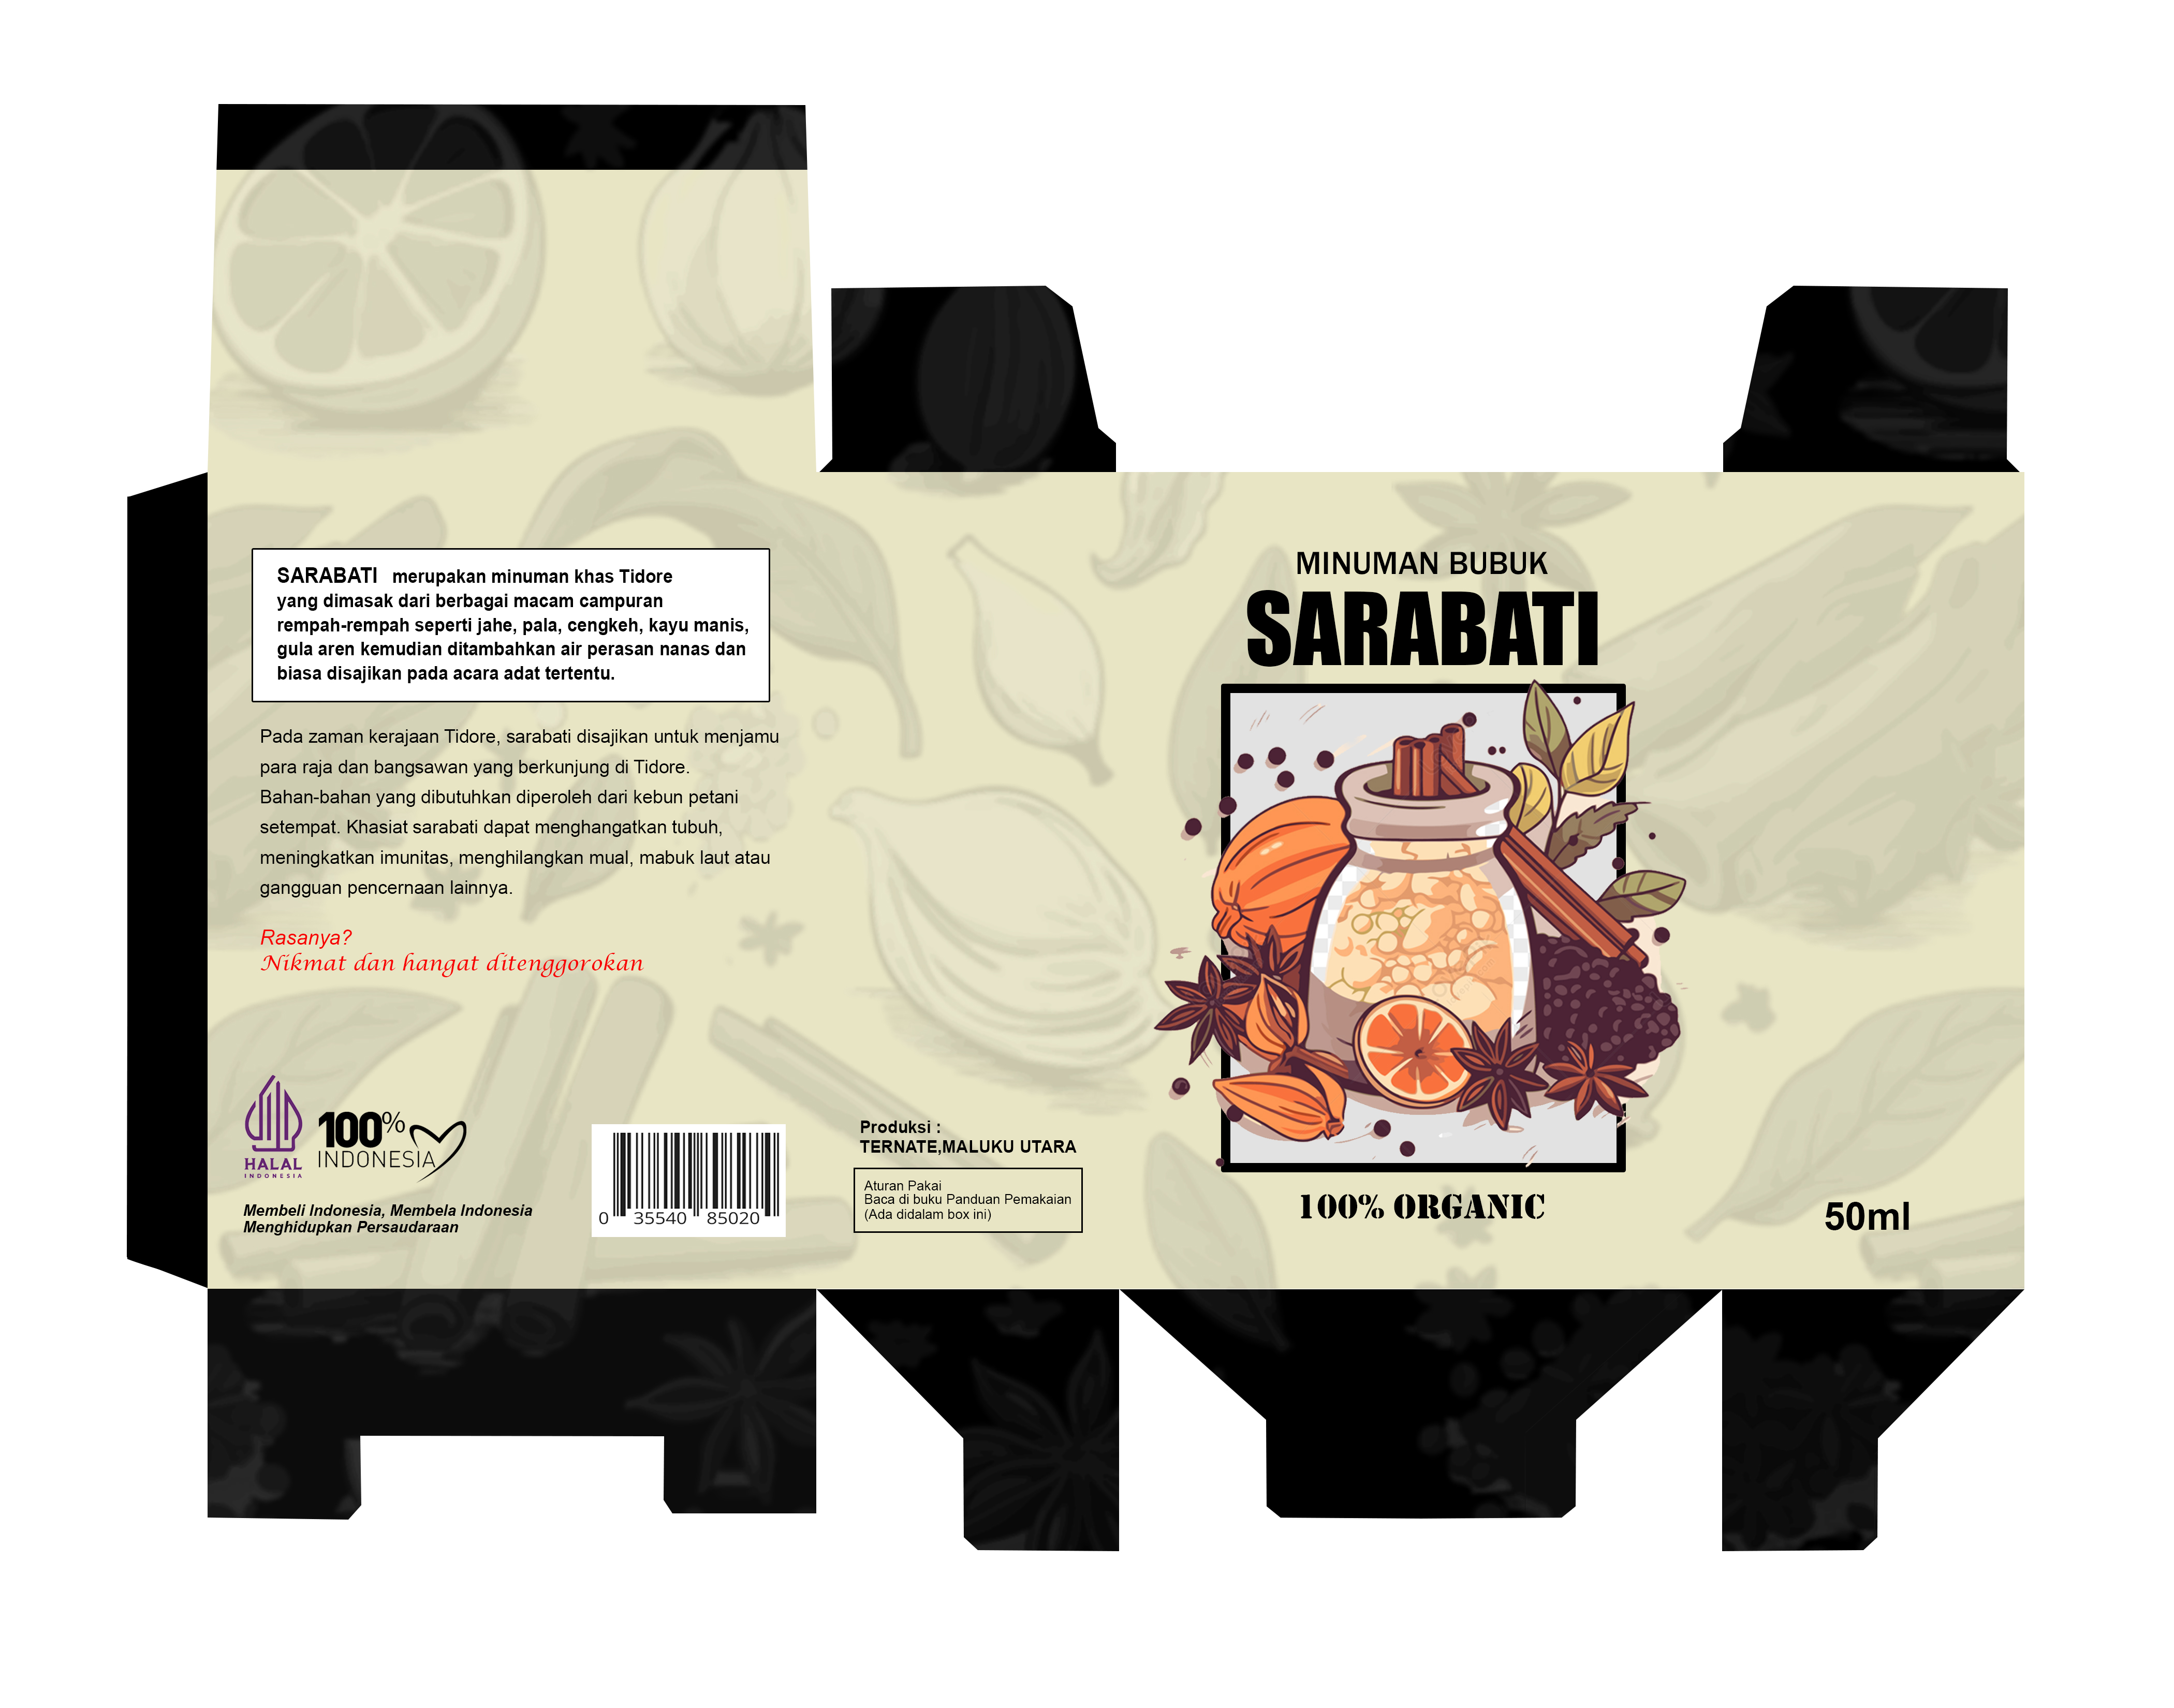 SARABATI merupakan minuman khas Tidore
yang dimasak dari berbagai macam campuran
rempah-rempah seperti jahe, pala, cengkeh, kayu manis,
gula aren kemudian ditambahkan air perasan nanas dan
biasa disajikan pada acara adat tertentu.
Pada zaman kerajaan Tidore, sarabati disajikan untuk menjamu
para raja dan bangsawan yang berkunjung di Tidore.
Bahan-bahan yang dibutuhkan diperoleh dari kebun petani
setempat. Khasiat sarabati dapat menghangatkan tubuh,
meningkatkan imunitas, menghilangkan mual, mabuk laut atau
gangguan pencernaan lainnya.
Rasanya?
Nikmat dan hangat ditenggorokan
HALAL
INDONESIA
100%
INDONESIA
Membeli Indonesia, Membela Indonesia
Menghidupkan Persaudaraan
0 35540 85020
Produksi :
TERNATE,MALUKU UTARA
Aturan Pakai
Baca di buku Panduan Pemakaian
(Ada didalam box ini)
MINUMAN BUBUK
SARABATI
100% ORGANIC
50ml